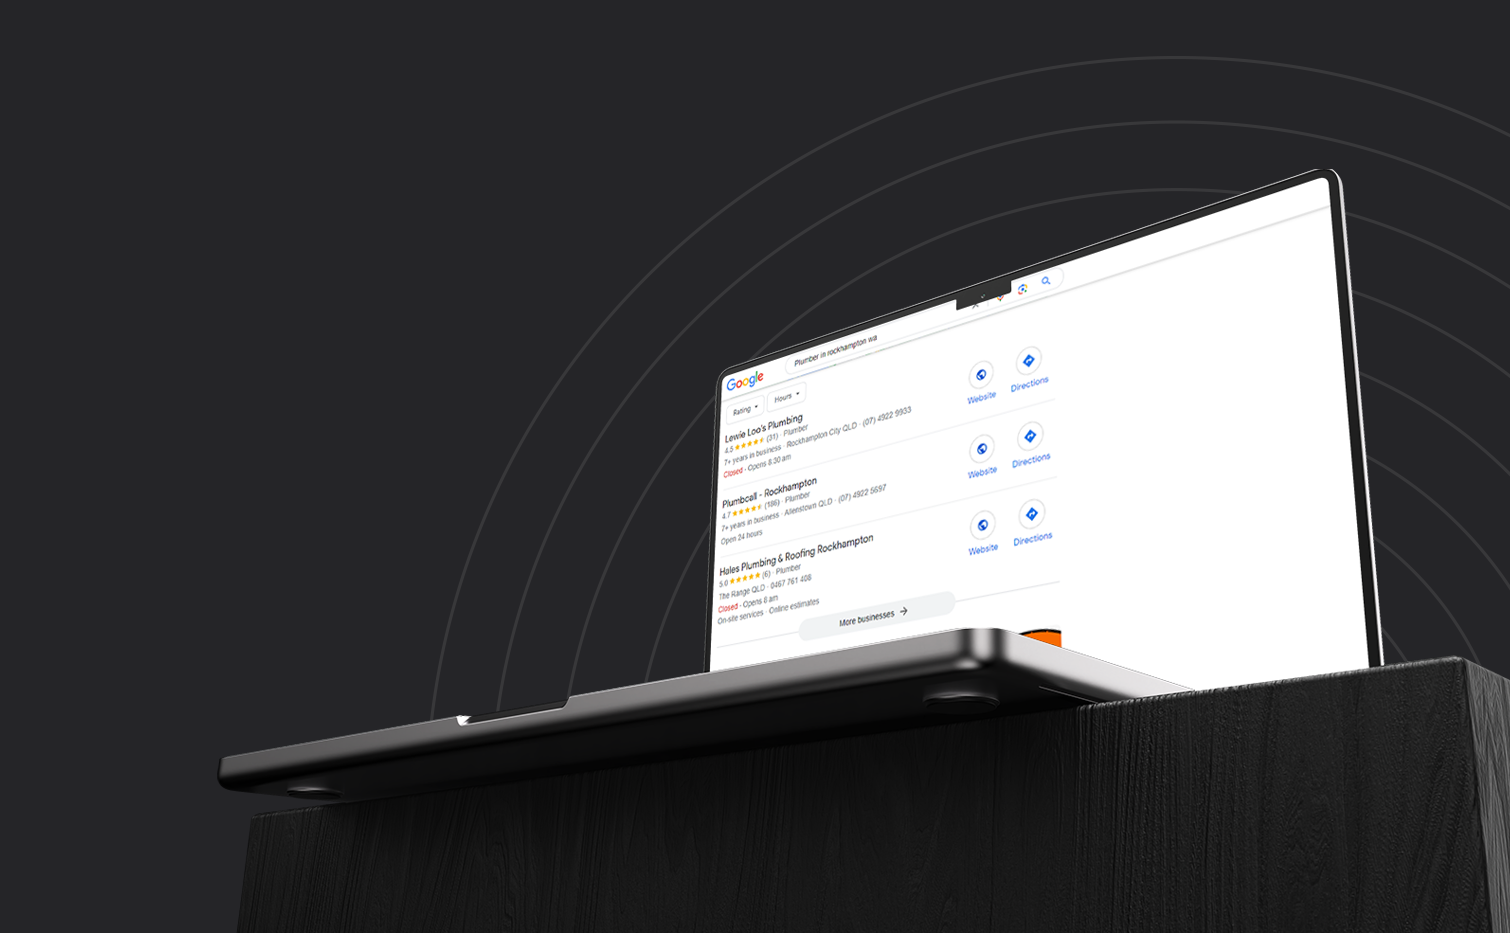 Google
Plumber in rockhampton wa
Rating
Hours
Lewie Loo's Plumbing
4.5 (31) · Plumber
7+ years in business · Rockhampton City QLD · (07) 4922 9933
Closed · Opens 8:30 am
Website
Directions
Plumbcall - Rockhampton
4.7 (186) · Plumber
7+ years in business · Allenstown QLD · (07) 4922 5697
Open 24 hours
Website
Directions
Hales Plumbing & Roofing Rockhampton
5.0 (6) · Plumber
The Range QLD · 0467 761 408
Closed · Opens 8 am
On-site services · Online estimates
Website
Directions
More businesses